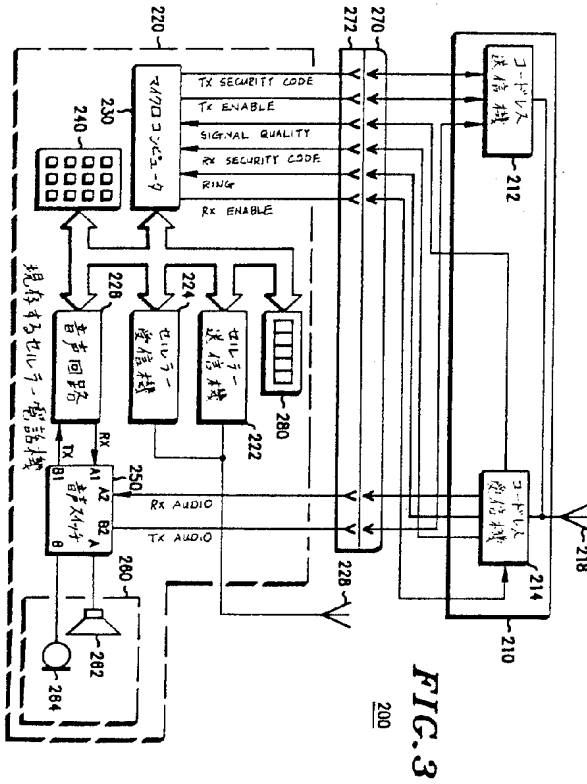 FIG.3
200
210
コードレス
送信機
212
コードレス
受信機
214
218
270
272
TX SECURITY CODE
TX ENABLE
SIGNAL QUALITY
RX SECURITY CODE
RING
RX ENABLE
RX AUDIO
TX AUDIO
220
マイクロコンピュータ
230
240
280
セルラー
送信機
222
セルラー
受信機
224
228
音声回路
226
RX
TX
A1
A2
B1
B2
A
B
音声スイッチ
250
260
262
264
現存するセルラー電話機